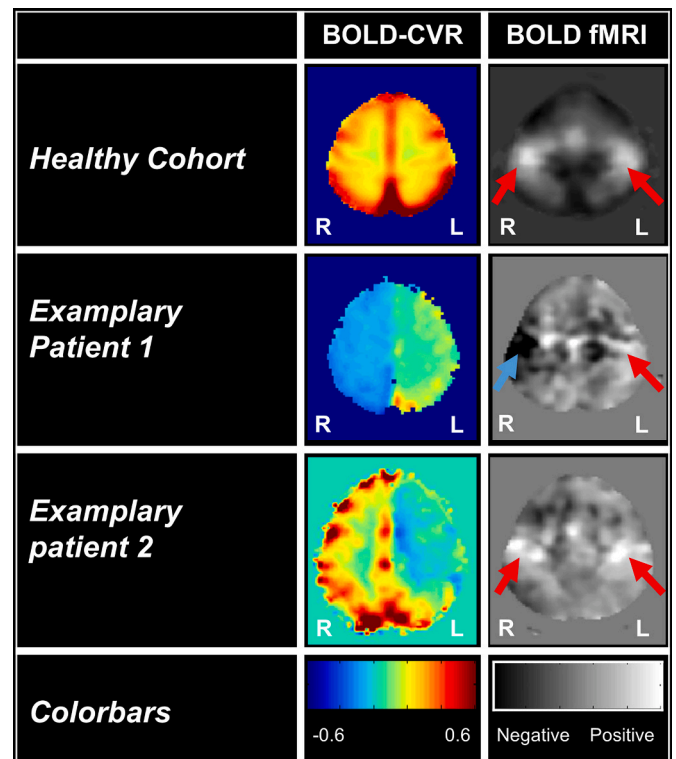 BOLD-CVR BOLD fMRI
Healthy Cohort
R L R L
Examplary
Patient 1
R L R L
Examplary
patient 2
R L R L
Colorbars
-0.6 0.6 Negative Positive